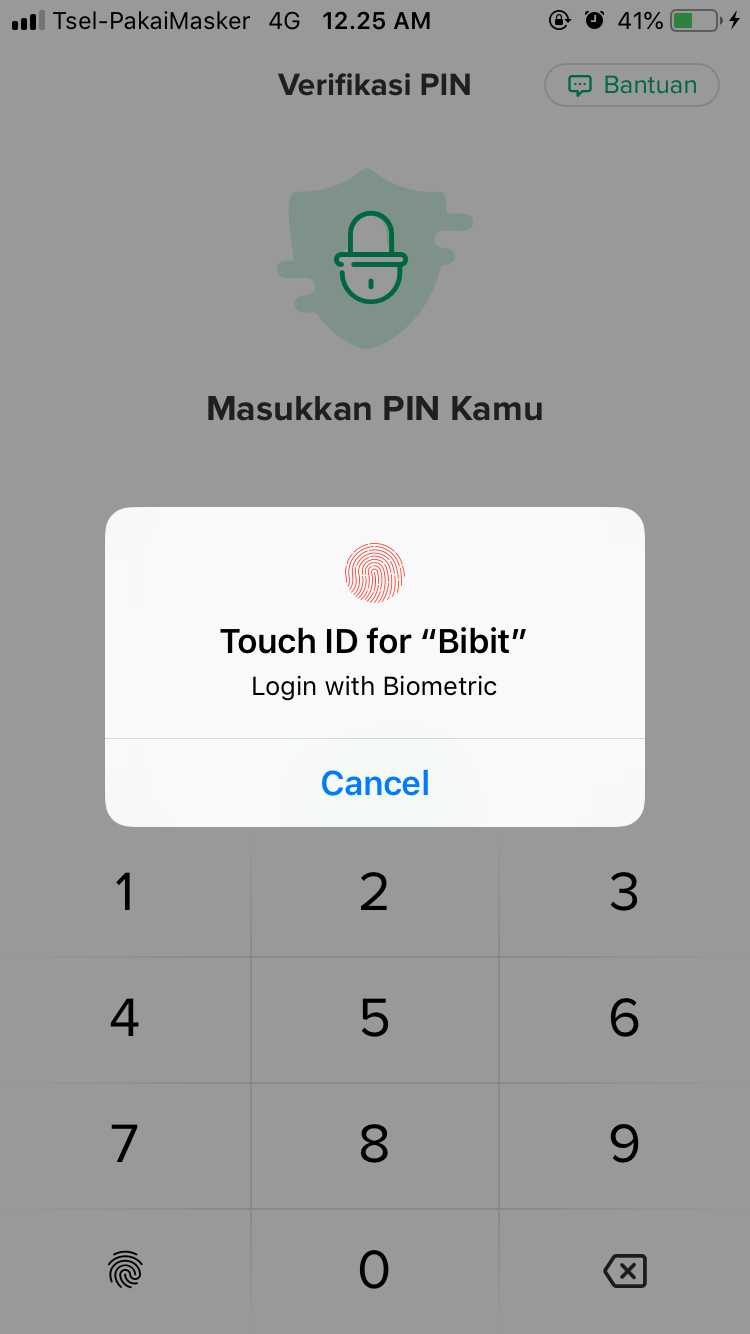 Tsel-PakaiMasker 4G 12.25 AM 41%
Verifikasi PIN
Bantuan
Masukkan PIN Kamu
Touch ID for “Bibit”
Login with Biometric
Cancel
1 2 3
4 5 6
7 8 9
0